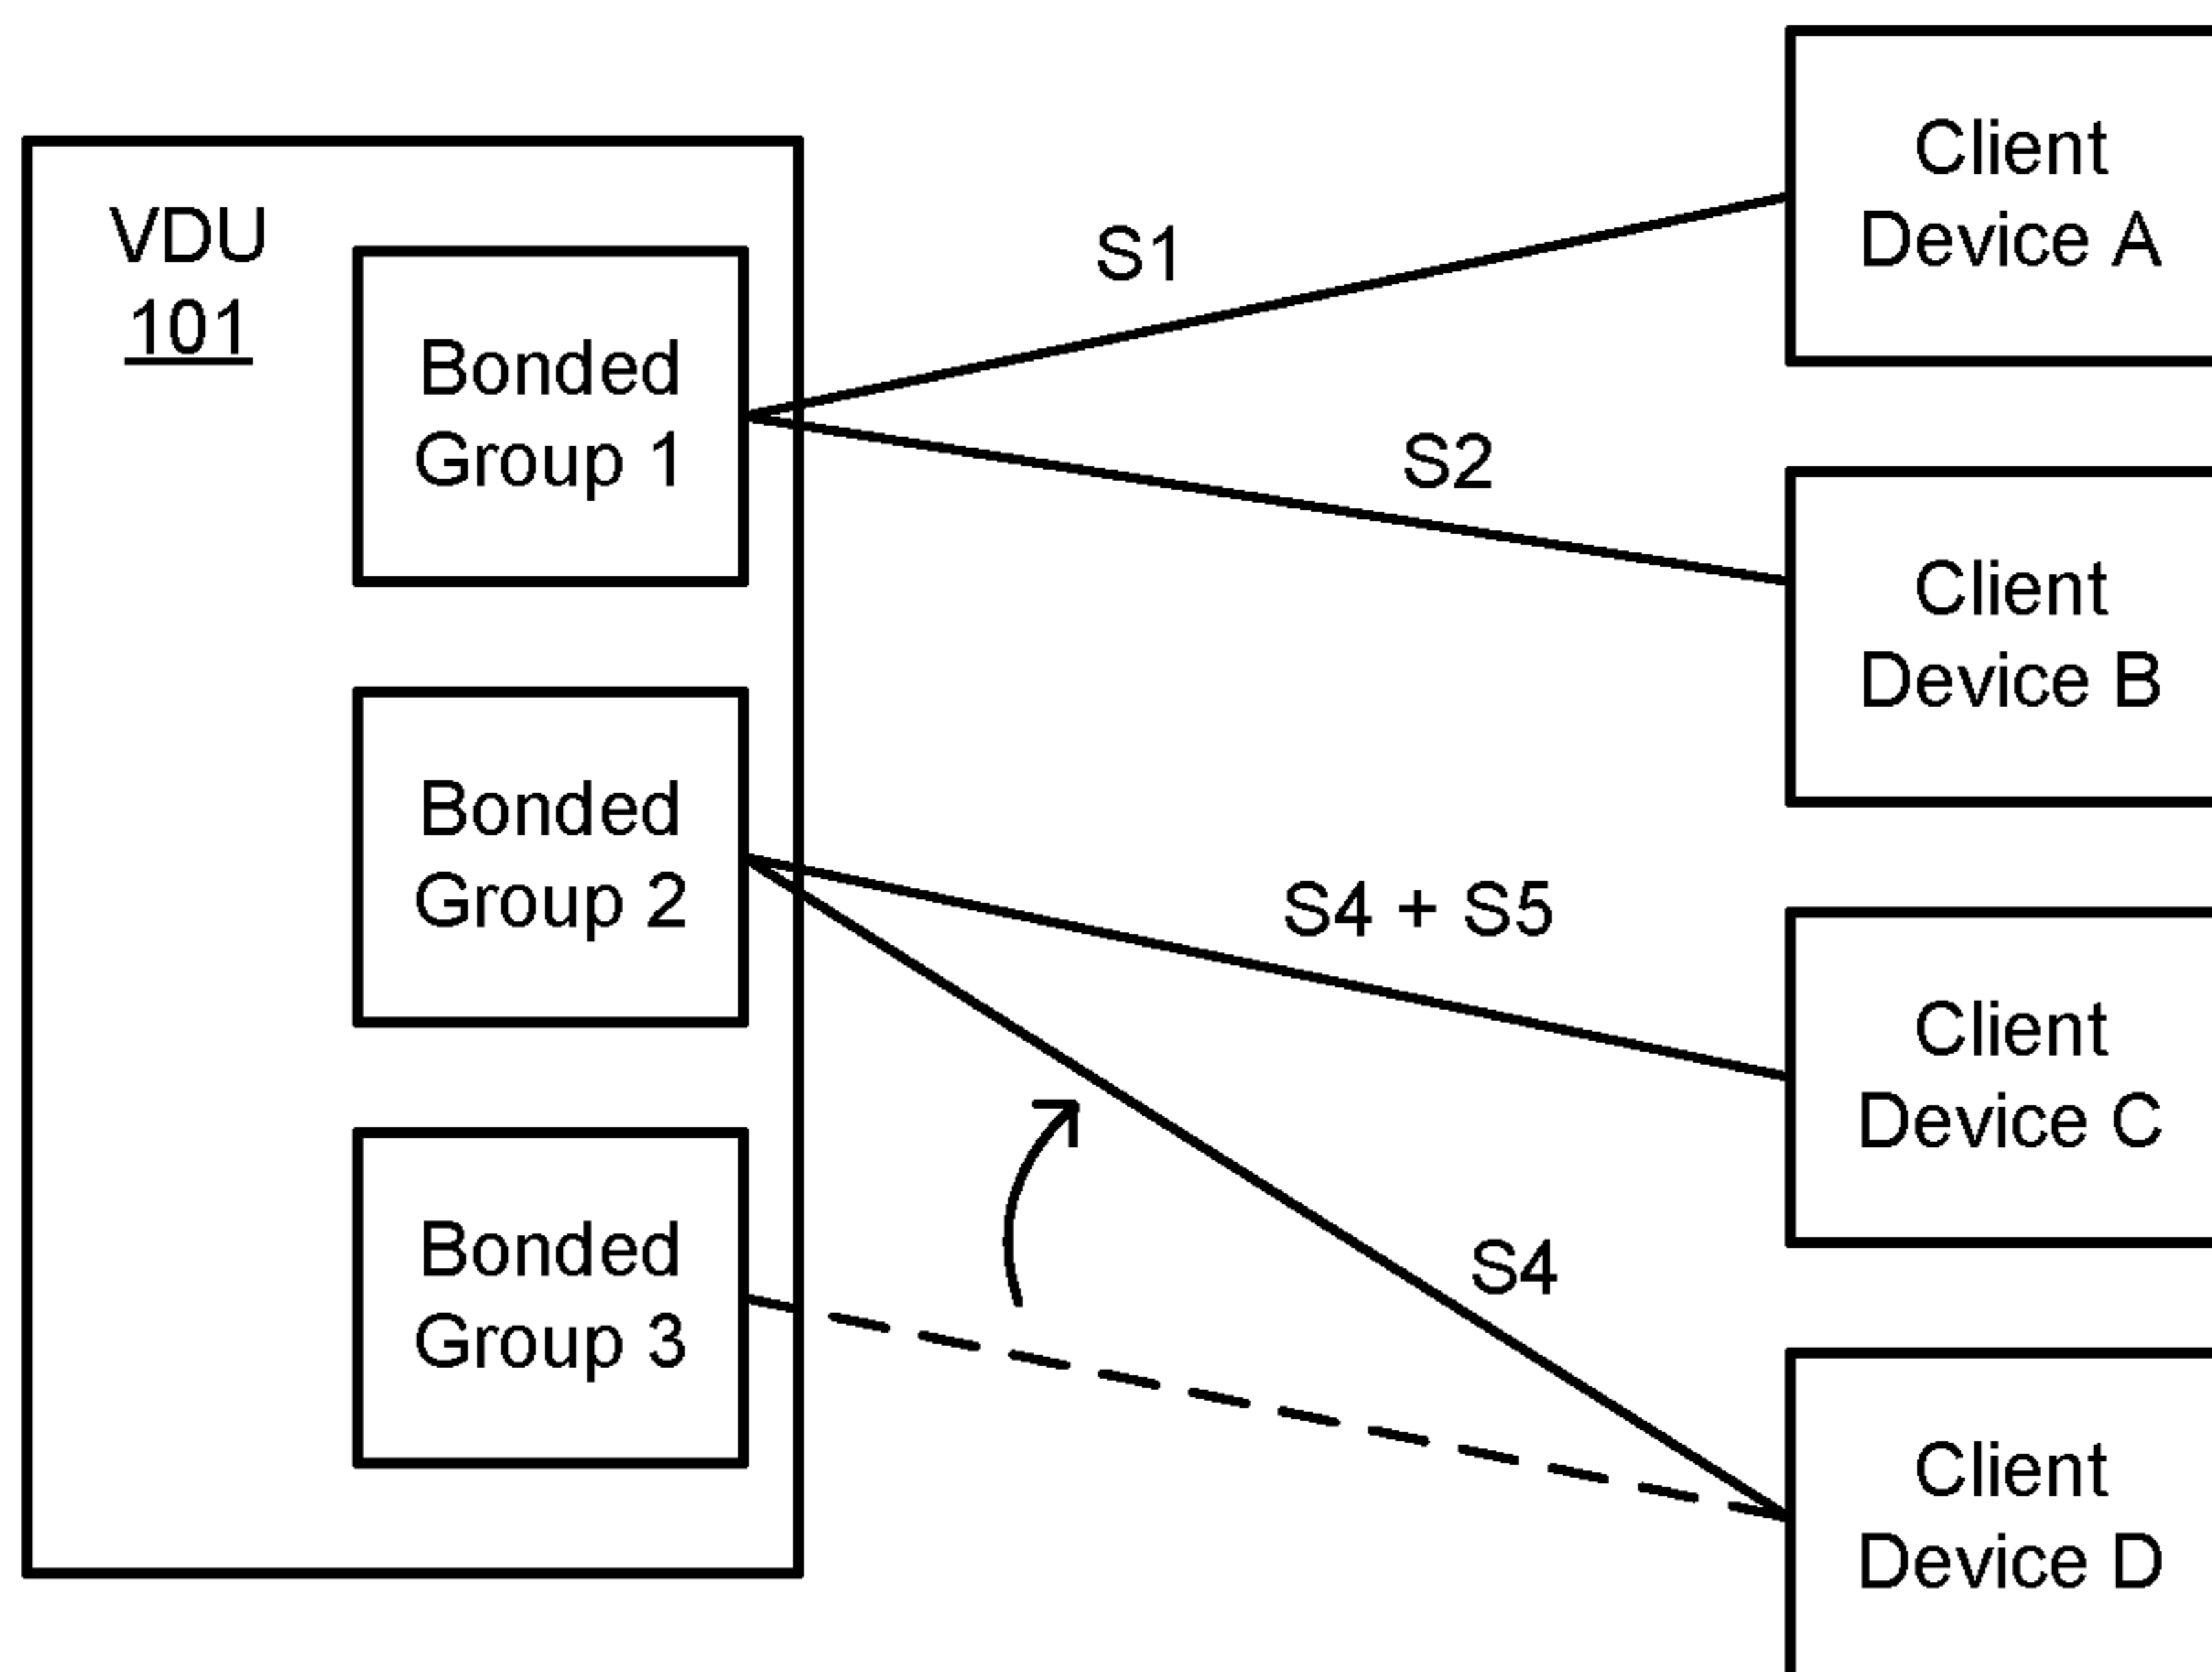 VDU
101
Bonded
Group 1
Bonded
Group 2
Bonded
Group 3
S1
S2
S4 + S5
S4
Client
Device A
Client
Device B
Client
Device C
Client
Device D